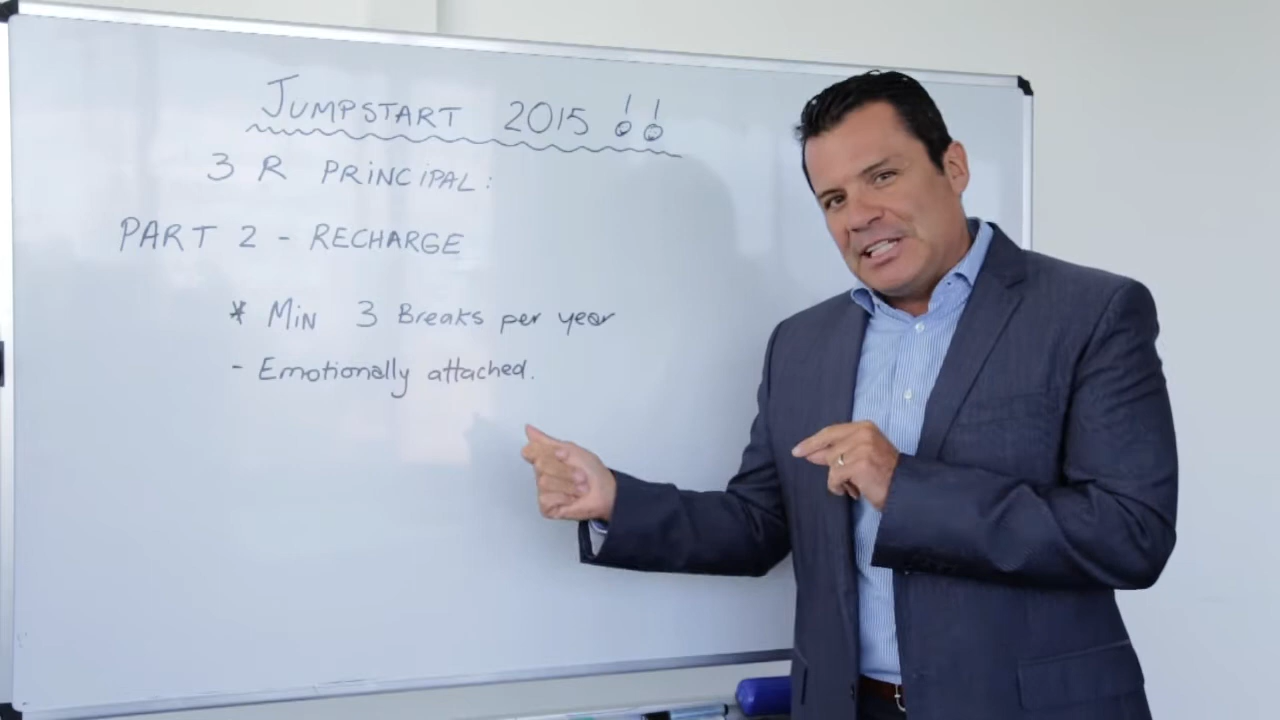 JUMPSTART 2015 !!
3 R PRINCIPAL:
PART 2 - RECHARGE
* Min 3 Breaks per year
- Emotionally attached.